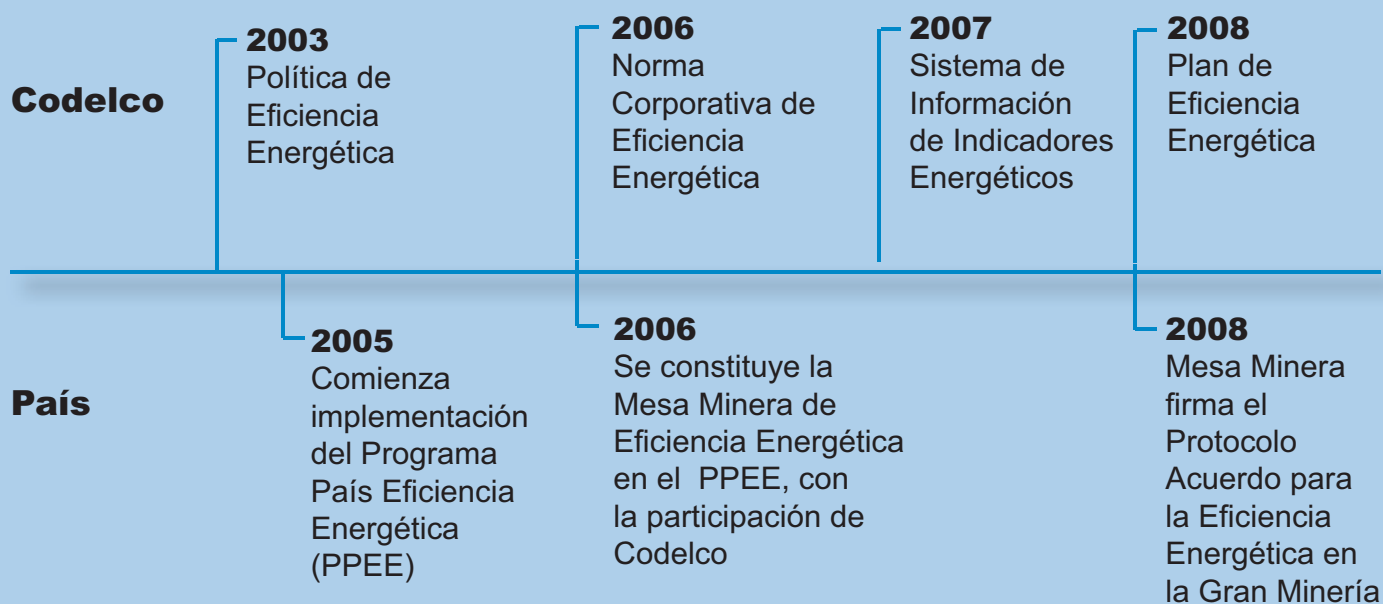 Codelco
2003
Política de
Eficiencia
Energética
2006
Norma
Corporativa de
Eficiencia
Energética
2007
Sistema de
Información
de Indicadores
Energéticos
2008
Plan de
Eficiencia
Energética
País
2005
Comienza
implementación
del Programa
País Eficiencia
Energética
(PPEE)
2006
Se constituye la
Mesa Minera de
Eficiencia Energética
en el  PPEE, con
la participación de
Codelco
2008
Mesa Minera
firma el
Protocolo
Acuerdo para
la Eficiencia
Energética en
la Gran Minería